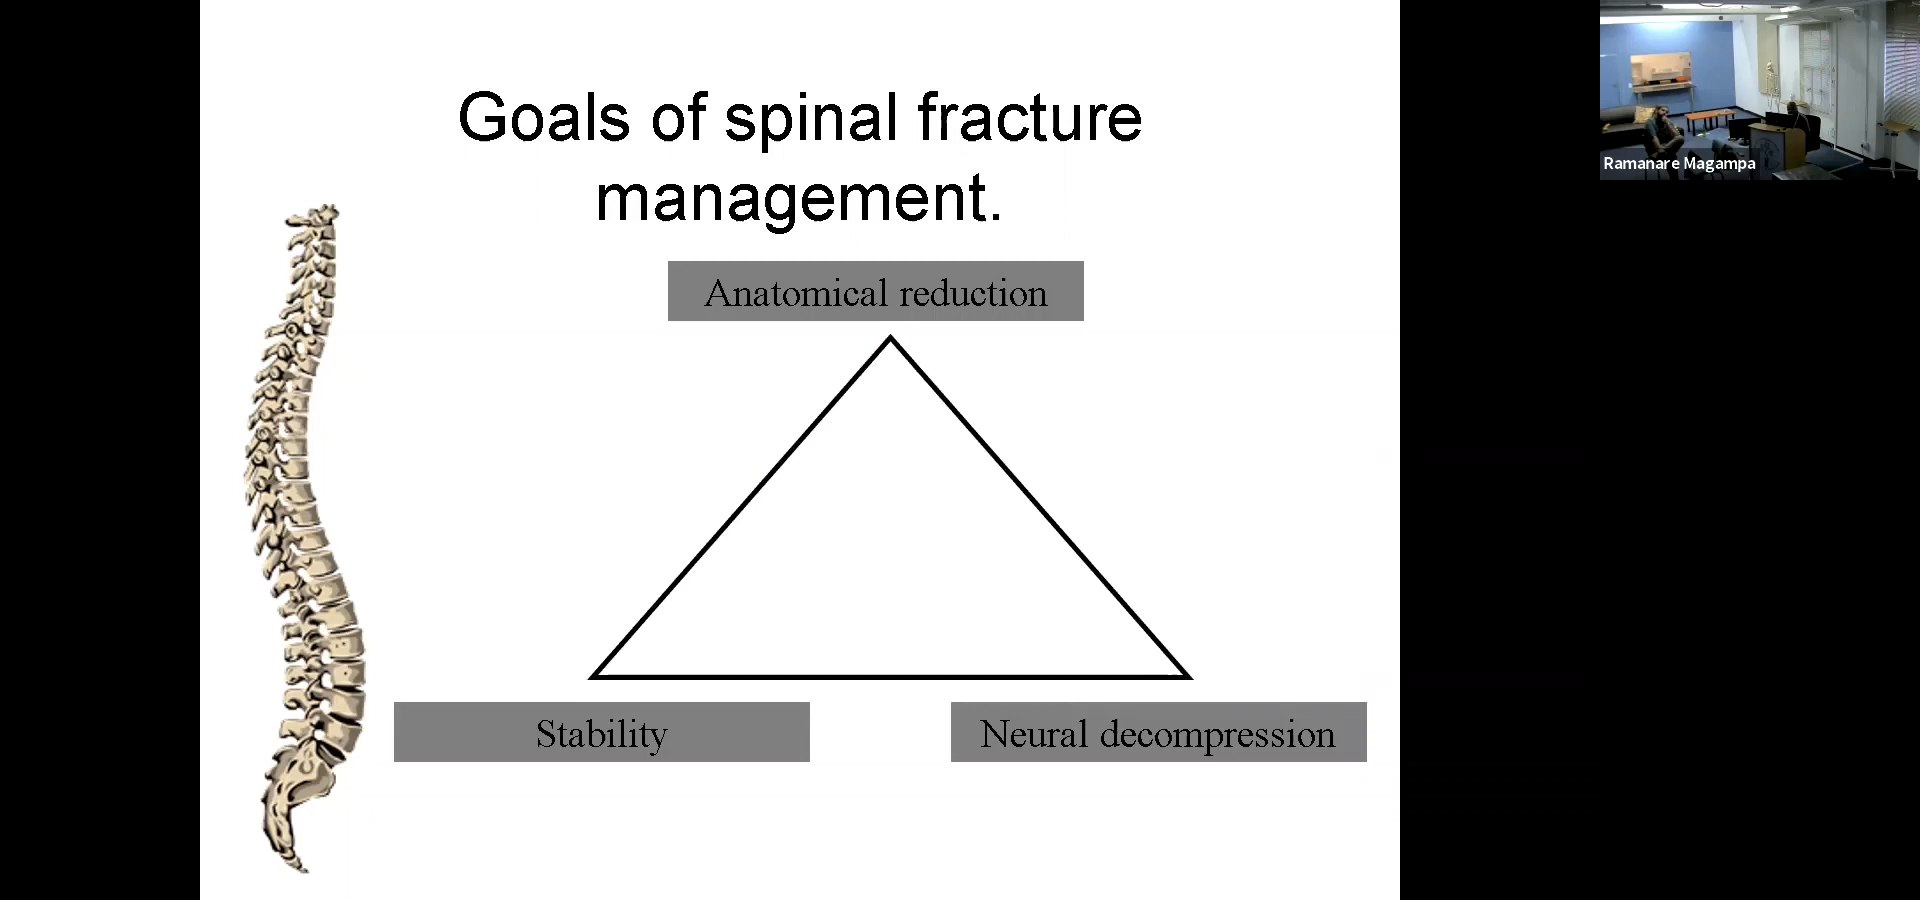 Goals of spinal fracture
management.
Anatomical reduction
Stability
Neural decompression
Ramanare Magampa